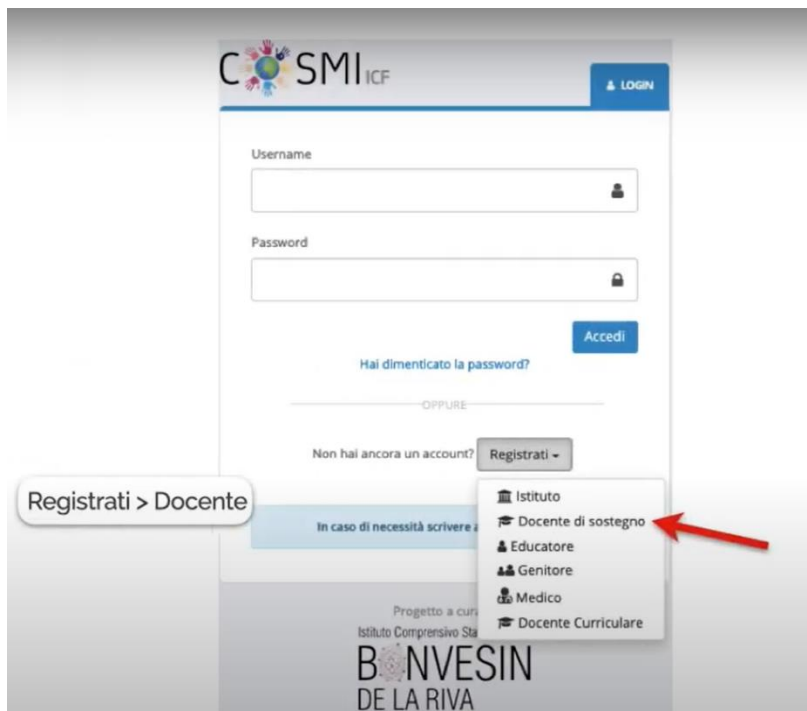 COSMI ICF
LOGIN
Username
Password
Accedi
Hai dimenticato la password?
OPPURE
Non hai ancora un account? Registrati
Registrati > Docente
Istituto
Docente di sostegno
In caso di necessità scrivere a
Educatore
Genitore
Medico
Docente Curriculare
Progetto a cura
Istituto Comprensivo Sta
BONVESIN
DE LA RIVA